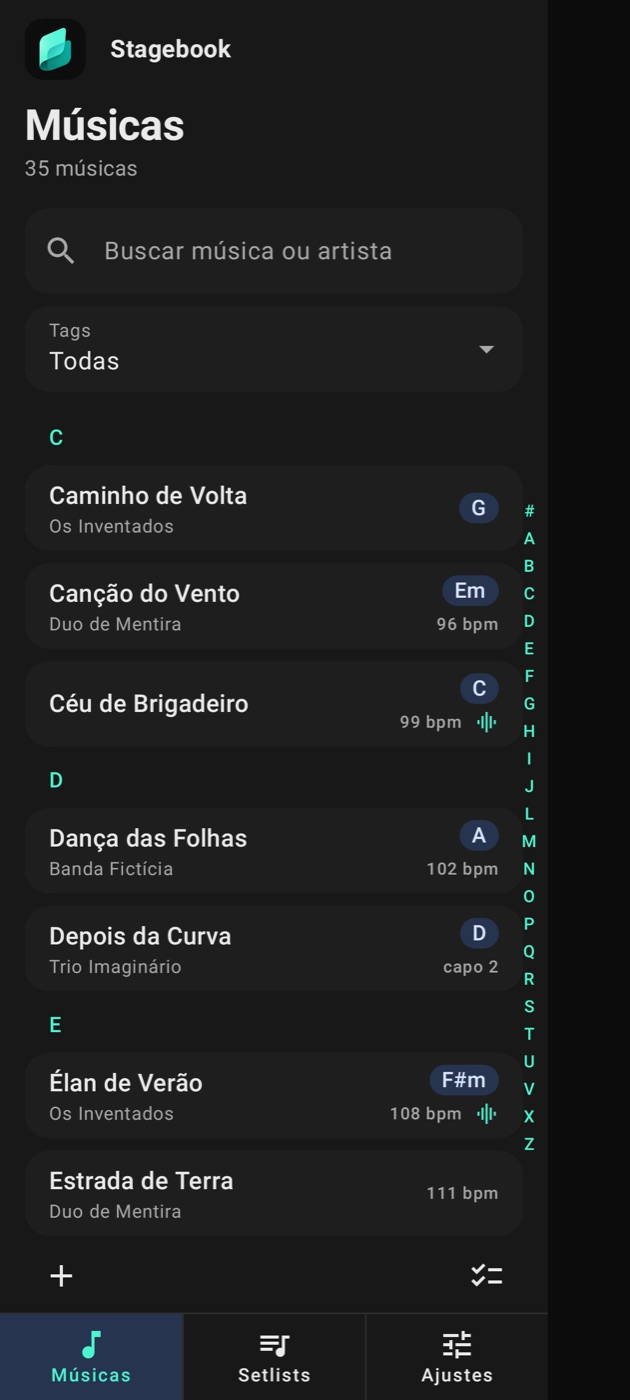 Stagebook
Músicas
35 músicas
Buscar música ou artista
Tags
Todas
C
Caminho de Volta
Os Inventados
G
Canção do Vento
Duo de Mentira
Em
96 bpm
Céu de Brigadeiro
C
99 bpm
D
Dança das Folhas
Banda Fictícia
A
102 bpm
Depois da Curva
Trio Imaginário
D
capo 2
E
Élan de Verão
Os Inventados
F#m
108 bpm
Estrada de Terra
Duo de Mentira
111 bpm
#
A
B
C
D
E
F
G
H
I
J
L
M
N
O
P
Q
R
S
T
U
V
X
Z
Músicas
Setlists
Ajustes